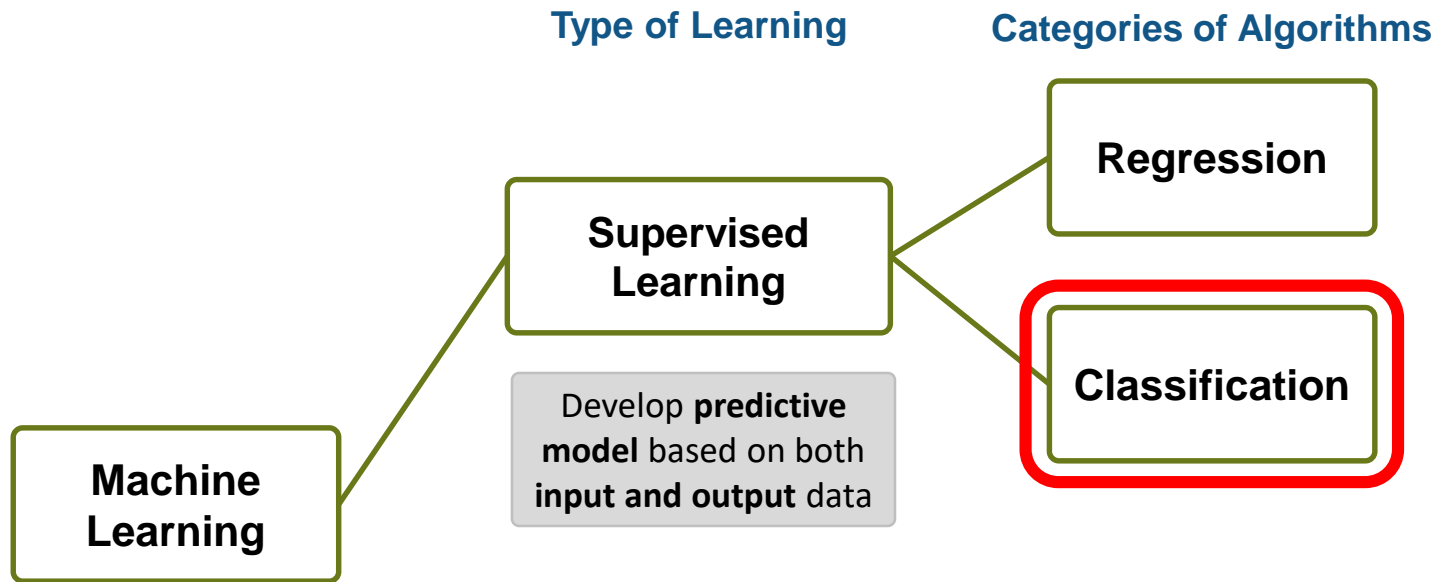 Type of Learning
Categories of Algorithms
Regression
Supervised
Learning
Classification
Develop predictive
model based on both
input and output data
Machine
Learning